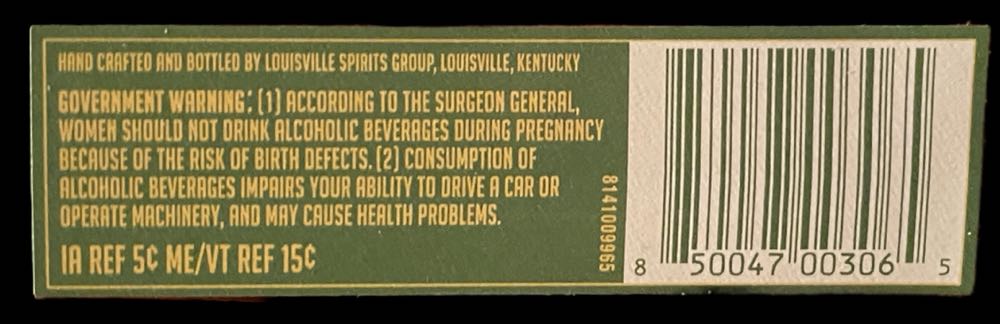 HAND CRAFTED AND BOTTLED BY LOUISVILLE SPIRITS GROUP, LOUISVILLE, KENTUCKY
GOVERNMENT WARNING: (1) ACCORDING TO THE SURGEON GENERAL,
WOMEN SHOULD NOT DRINK ALCOHOLIC BEVERAGES DURING PREGNANCY
BECAUSE OF THE RISK OF BIRTH DEFECTS. (2) CONSUMPTION OF
ALCOHOLIC BEVERAGES IMPAIRS YOUR ABILITY TO DRIVE A CAR OR
OPERATE MACHINERY, AND MAY CAUSE HEALTH PROBLEMS.
IA REF 5¢ ME/VT REF 15¢
8141009965
8 50047 00306 5